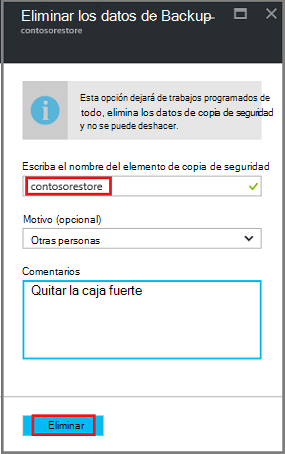 Eliminar los datos de Backup
contosorestore
Esta opción dejará de trabajos programados de
todo, elimina los datos de copia de seguridad
y no se puede deshacer.
Escriba el nombre del elemento de copia de seguridad
contosorestore
Motivo (opcional)
Otras personas
Comentarios
Quitar la caja fuerte
Eliminar